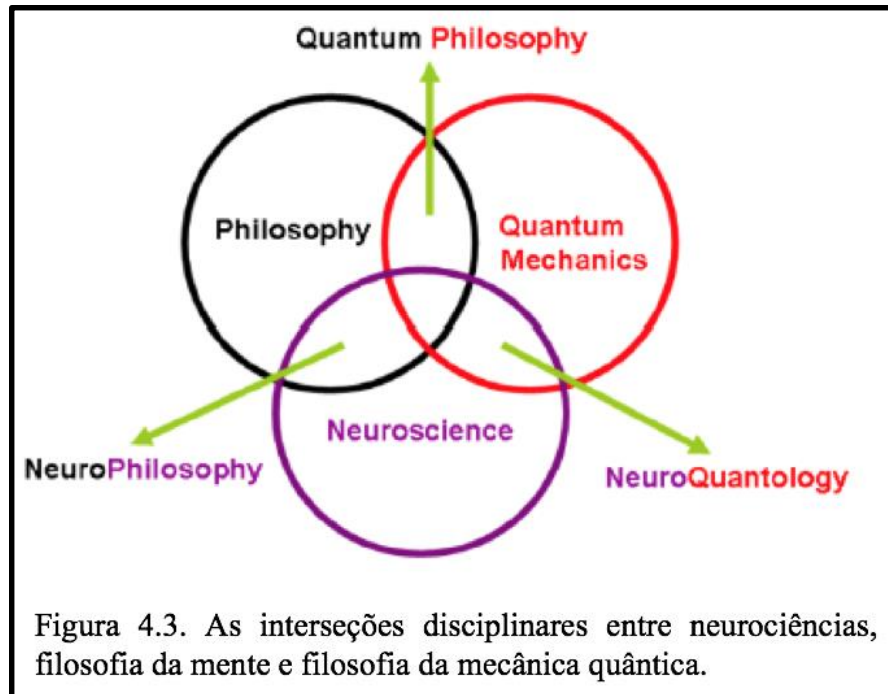 Quantum Philosophy
Philosophy
Quantum
Mechanics
Neuroscience
NeuroPhilosophy
NeuroQuantology
Figura 4.3. As interseções disciplinares entre neurociências,
filosofia da mente e filosofia da mecânica quântica.